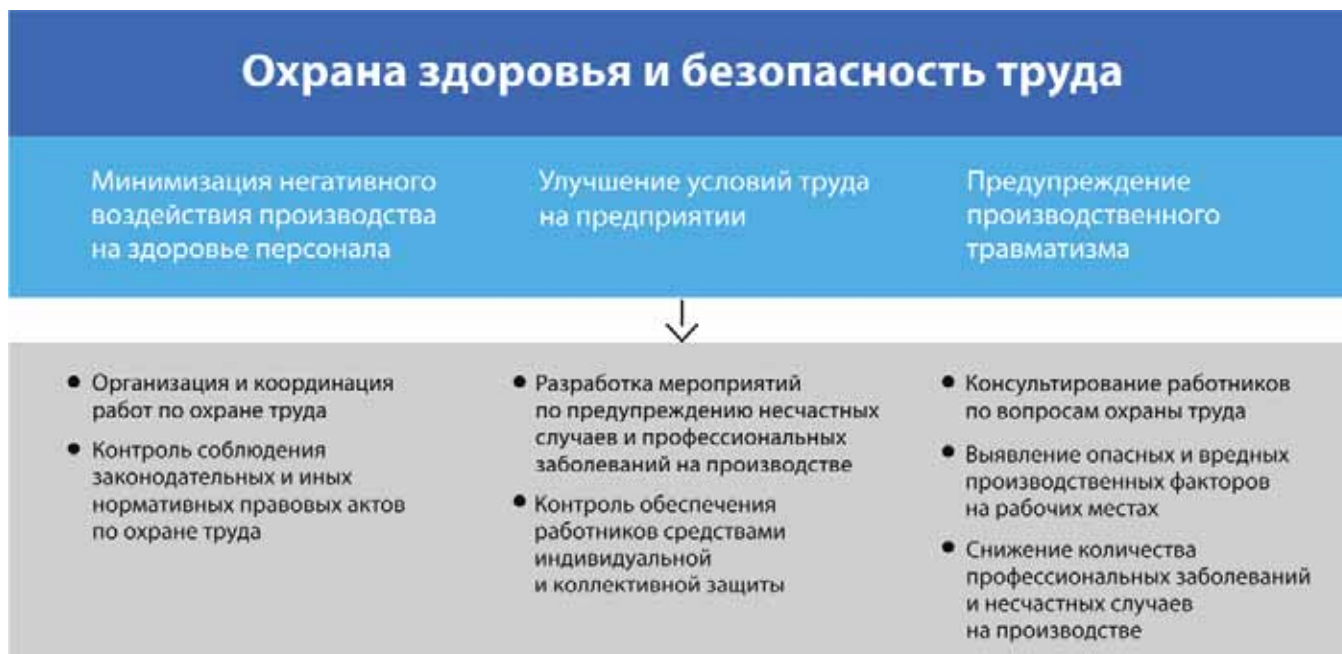 Охрана здоровья и безопасность труда
Минимизация негативного
воздействия производства
на здоровье персонала
Улучшение условий труда
на предприятии
Предупреждение
производственного
травматизма
● Организация и координация
работ по охране труда
● Контроль соблюдения
законодательных и иных
нормативных правовых актов
по охране труда
● Разработка мероприятий
по предупреждению несчастных
случаев и профессиональных
заболеваний на производстве
● Контроль обеспечения
работников средствами
индивидуальной
и коллективной защиты
● Консультирование работников
по вопросам охраны труда
● Выявление опасных и вредных
производственных факторов
на рабочих местах
● Снижение количества
профессиональных заболеваний
и несчастных случаев
на производстве